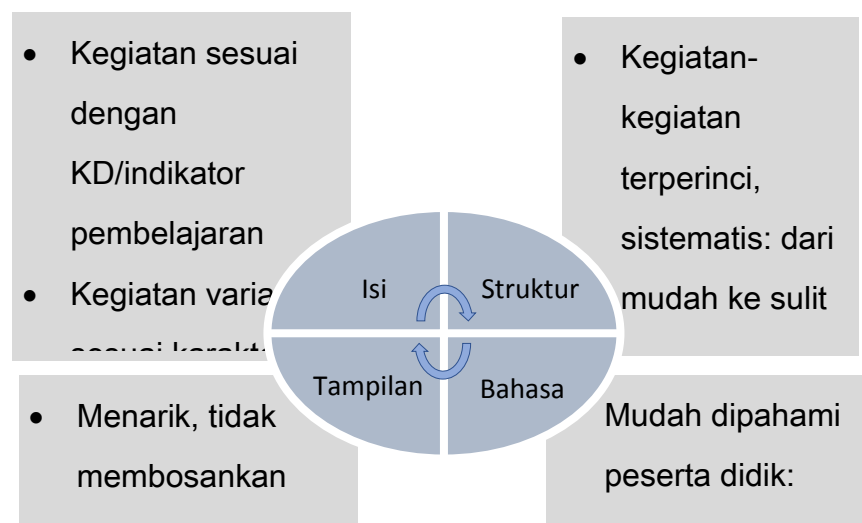 • Kegiatan sesuai
dengan
KD/indikator
pembelajaran
• Kegiatan
• Kegiatan-
kegiatan
terperinci,
sistematis: dari
mudah ke sulit
Isi
Struktur
Tampilan
Bahasa
• Menarik, tidak
membosankan
Mudah dipahami
peserta didik: